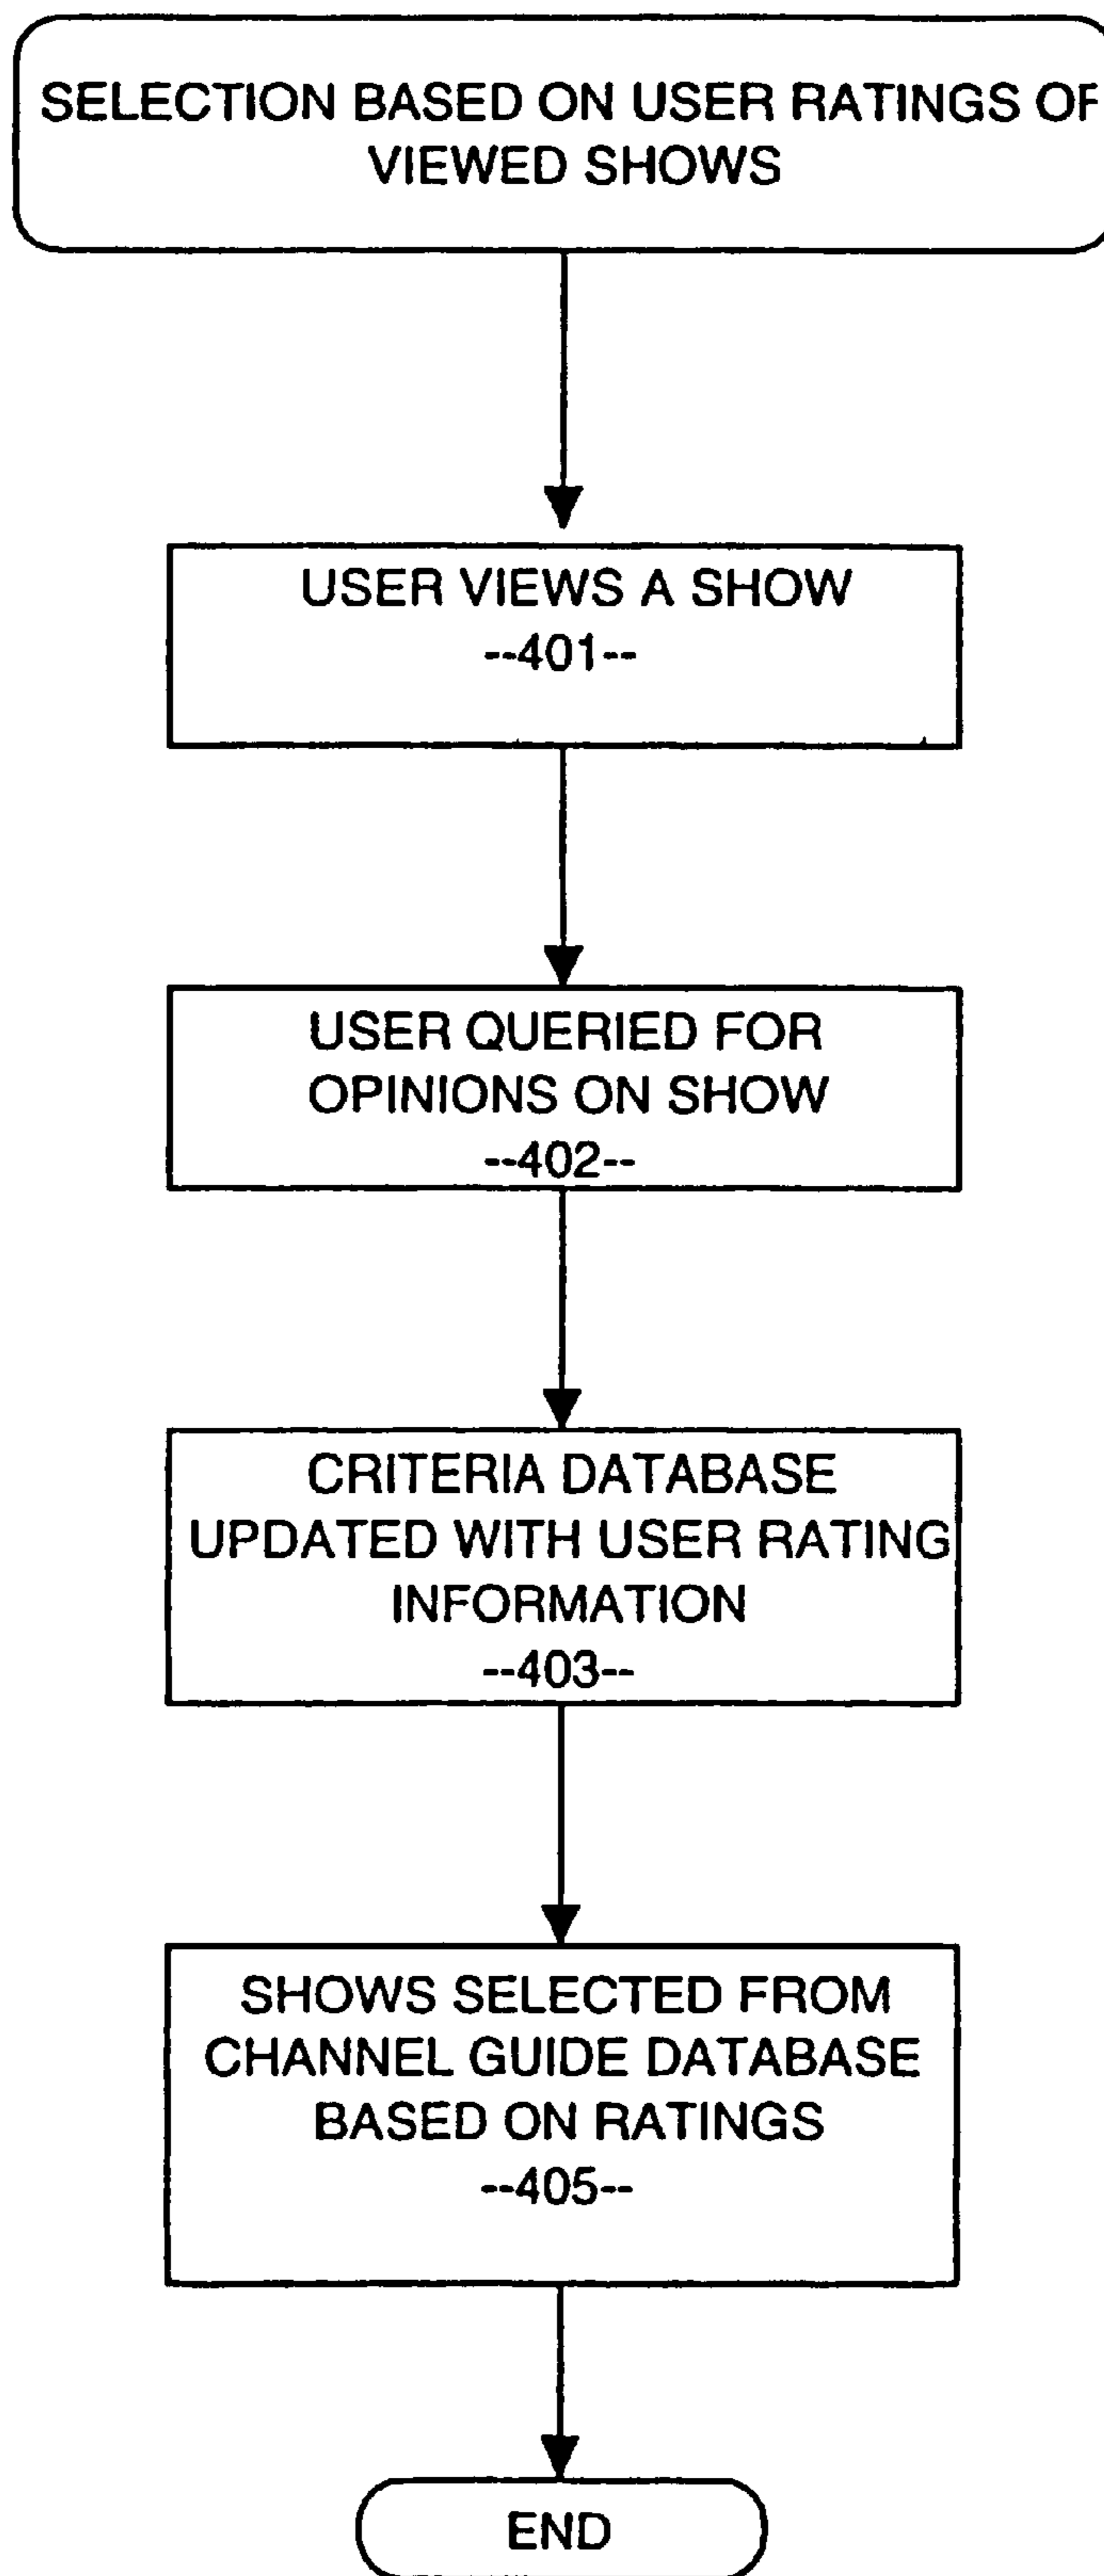 SELECTION BASED ON USER RATINGS OF
VIEWED SHOWS
USER VIEWS A SHOW
--401--
USER QUERIED FOR
OPINIONS ON SHOW
--402--
CRITERIA DATABASE
UPDATED WITH USER RATING
INFORMATION
--403--
SHOWS SELECTED FROM
CHANNEL GUIDE DATABASE
BASED ON RATINGS
--405--
END